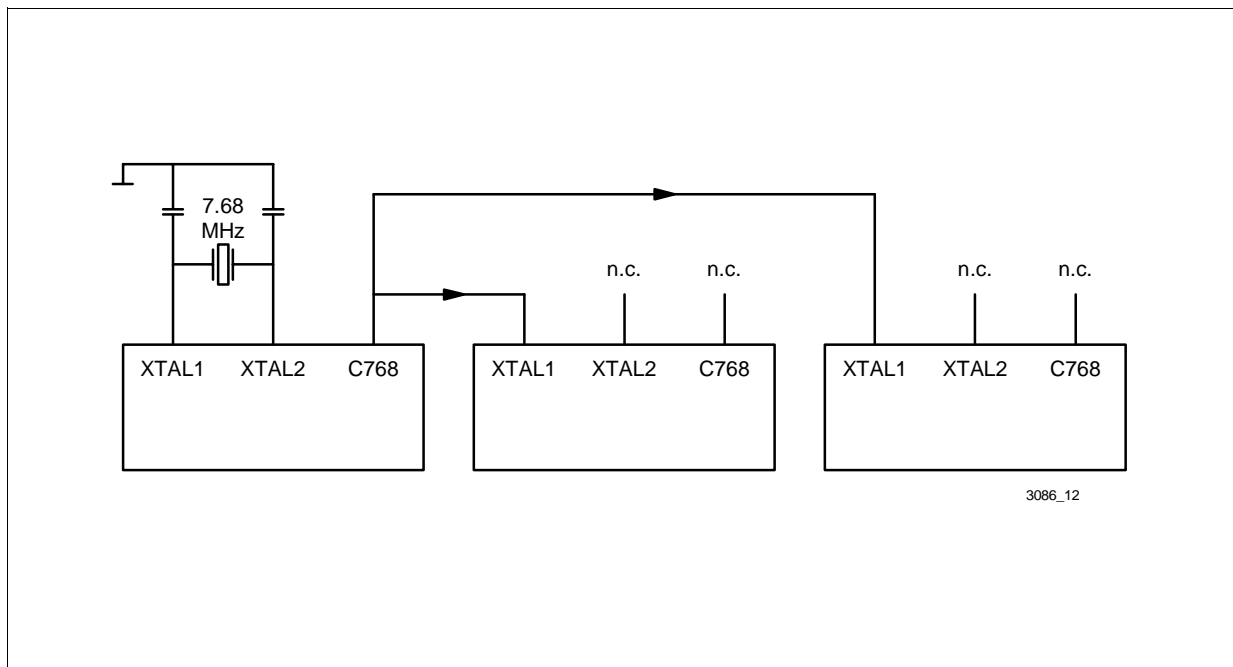 7.68
MHz
n.c. n.c. n.c. n.c.
XTAL1 XTAL2 C768 XTAL1 XTAL2 C768 XTAL1 XTAL2 C768
3086_12